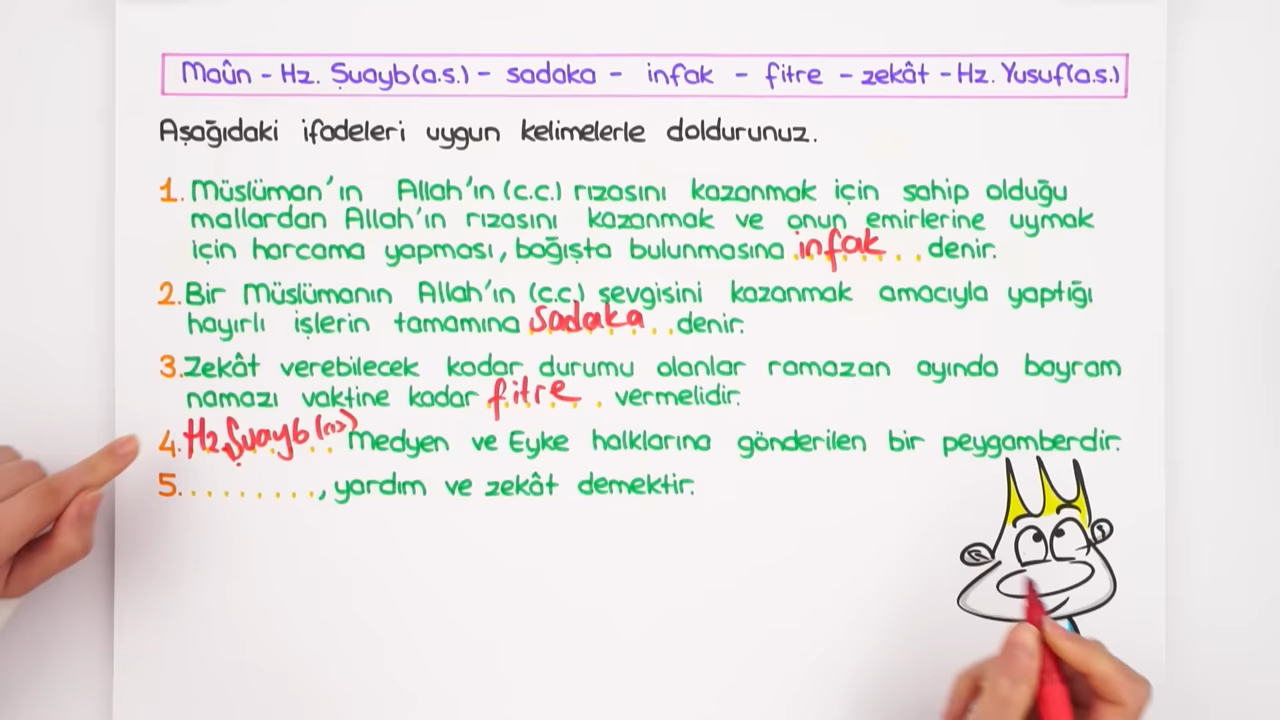 Maûn - Hz. Şuayb(a.s.) - sadaka - infak - fitre - zekât - Hz. Yusuf(a.s.)
Aşağıdaki ifadeleri uygun kelimelerle doldurunuz.
1. Müslüman'ın Allah'ın (c.c.) rızasını kazanmak için sahip olduğu
mallardan Allah'ın rızasını kazanmak ve onun emirlerine uymak
için harcama yapması, bağışta bulunmasına infak . . denir.
2. Bir Müslümanın Allah'ın (c.c.) sevgisini kazanmak amacıyla yaptığı
hayırlı işlerin tamamına sadaka . . denir.
3. Zekât verebilecek kadar durumu olanlar ramazan ayında bayram
namazı vaktine kadar fitre . vermelidir.
4. Hz. Şuayb (as) Medyen ve Eyke halklarına gönderilen bir peygamberdir.
5. . . . . . . . . ., yardım ve zekât demektir.